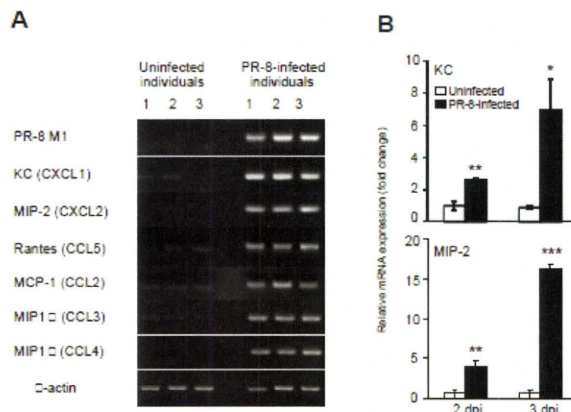 A
Uninfected individuals
PR-8-infected individuals
1 2 3 1 2 3
PR-8 M1
KC (CXCL1)
MIP-2 (CXCL2)
Rantes (CCL5)
MCP-1 (CCL2)
MIP1□ (CCL3)
MIP1□ (CCL4)
□-actin
B
Relative mRNA expression (fold change)
10
8
6
4
2
0
KC
Uninfected
PR-8-infected
**
*
20
15
10
5
0
MIP-2
**
***
2 dpi 3 dpi